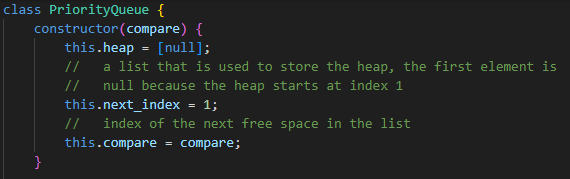 class PriorityQueue {
    constructor(compare) {
        this.heap = [null];
        //   a list that is used to store the heap, the first element is
        //   null because the heap starts at index 1
        this.next_index = 1;
        //   index of the next free space in the list
        this.compare = compare;
    }